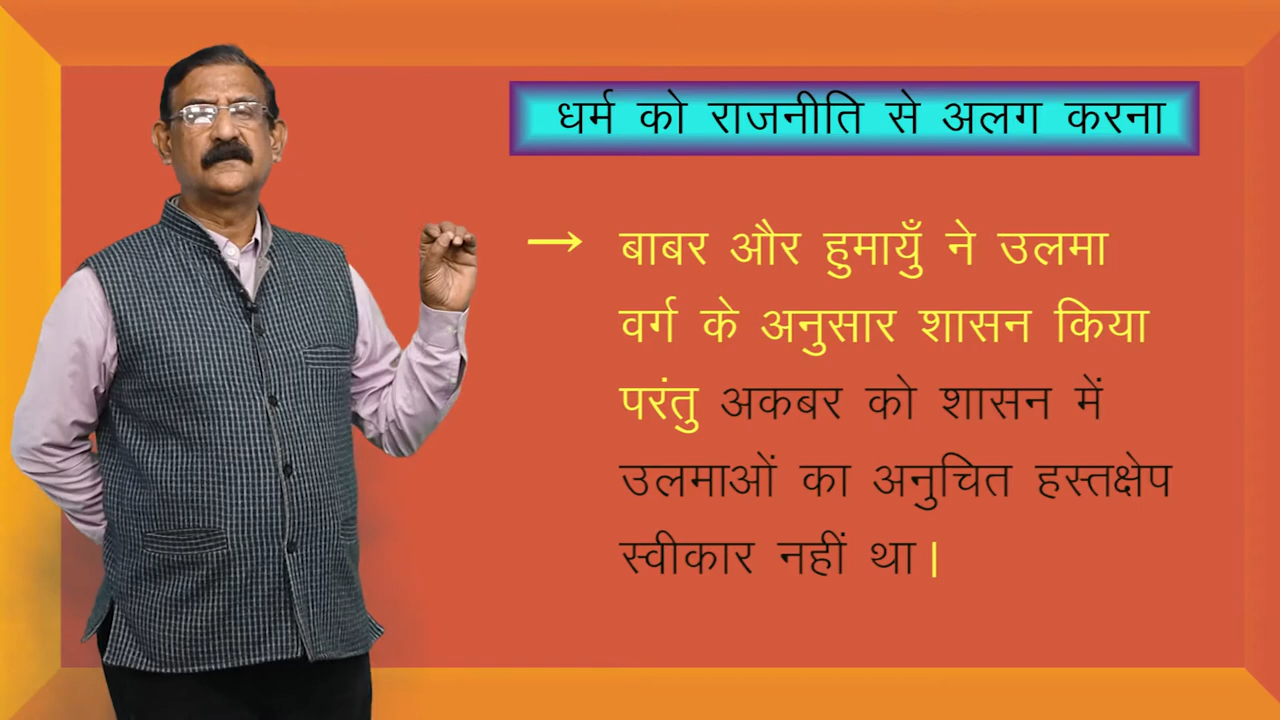 धर्म को राजनीति से अलग करना
→ बाबर और हुमायुँ ने उलमा
वर्ग के अनुसार शासन किया
परंतु अकबर को शासन में
उलमाओं का अनुचित हस्तक्षेप
स्वीकार नहीं था|